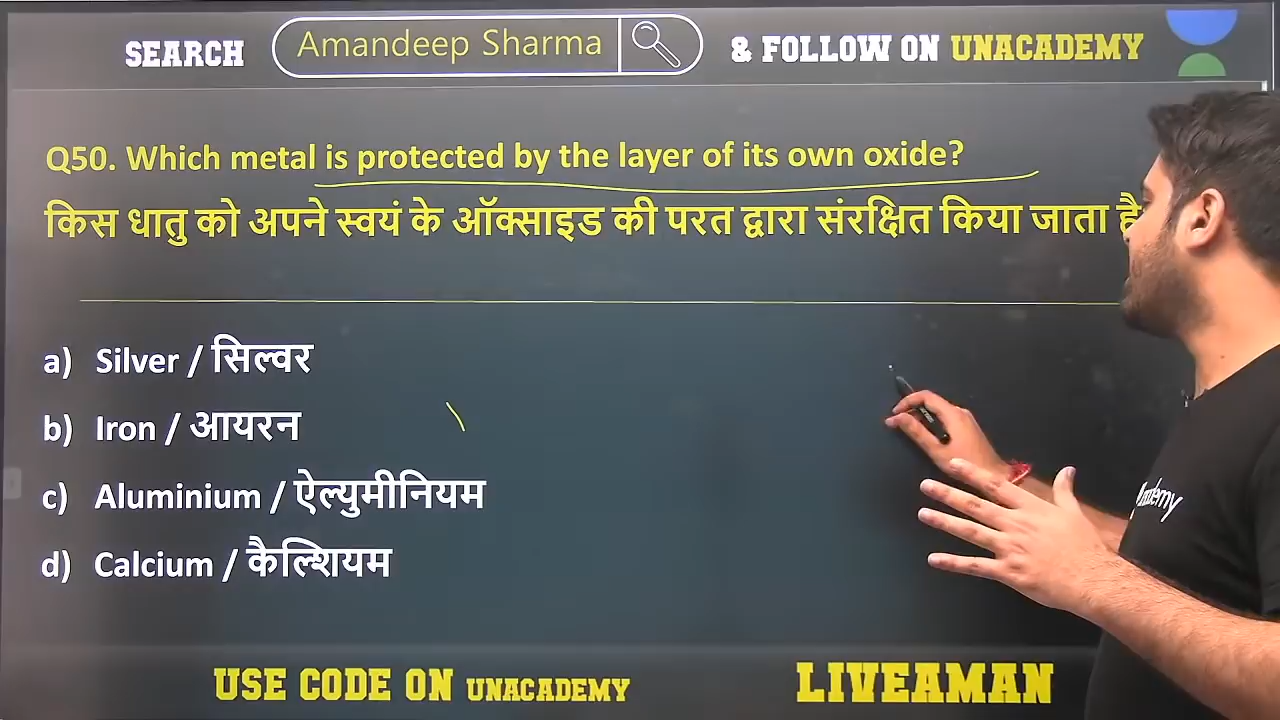 SEARCH Amandeep Sharma & FOLLOW ON UNACADEMY
Q50. Which metal is protected by the layer of its own oxide?
किस धातु को अपने स्वयं के ऑक्साइड की परत द्वारा संरक्षित किया जाता है
a) Silver / सिल्वर
b) Iron / आयरन
c) Aluminium / ऐल्युमीनियम
d) Calcium / कैल्शियम
USE CODE ON UNACADEMY LIVEAMAN